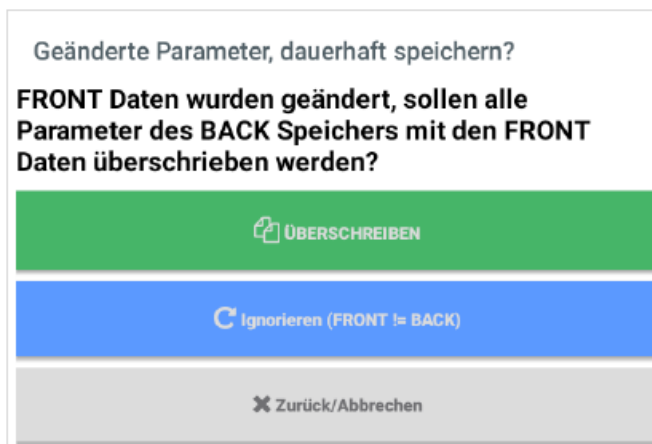 Geänderte Parameter, dauerhaft speichern?
FRONT Daten wurden geändert, sollen alle
Parameter des BACK Speichers mit den FRONT
Daten überschrieben werden?
ÜBERSCHREIBEN
Ignorieren (FRONT != BACK)
Zurück/Abbrechen